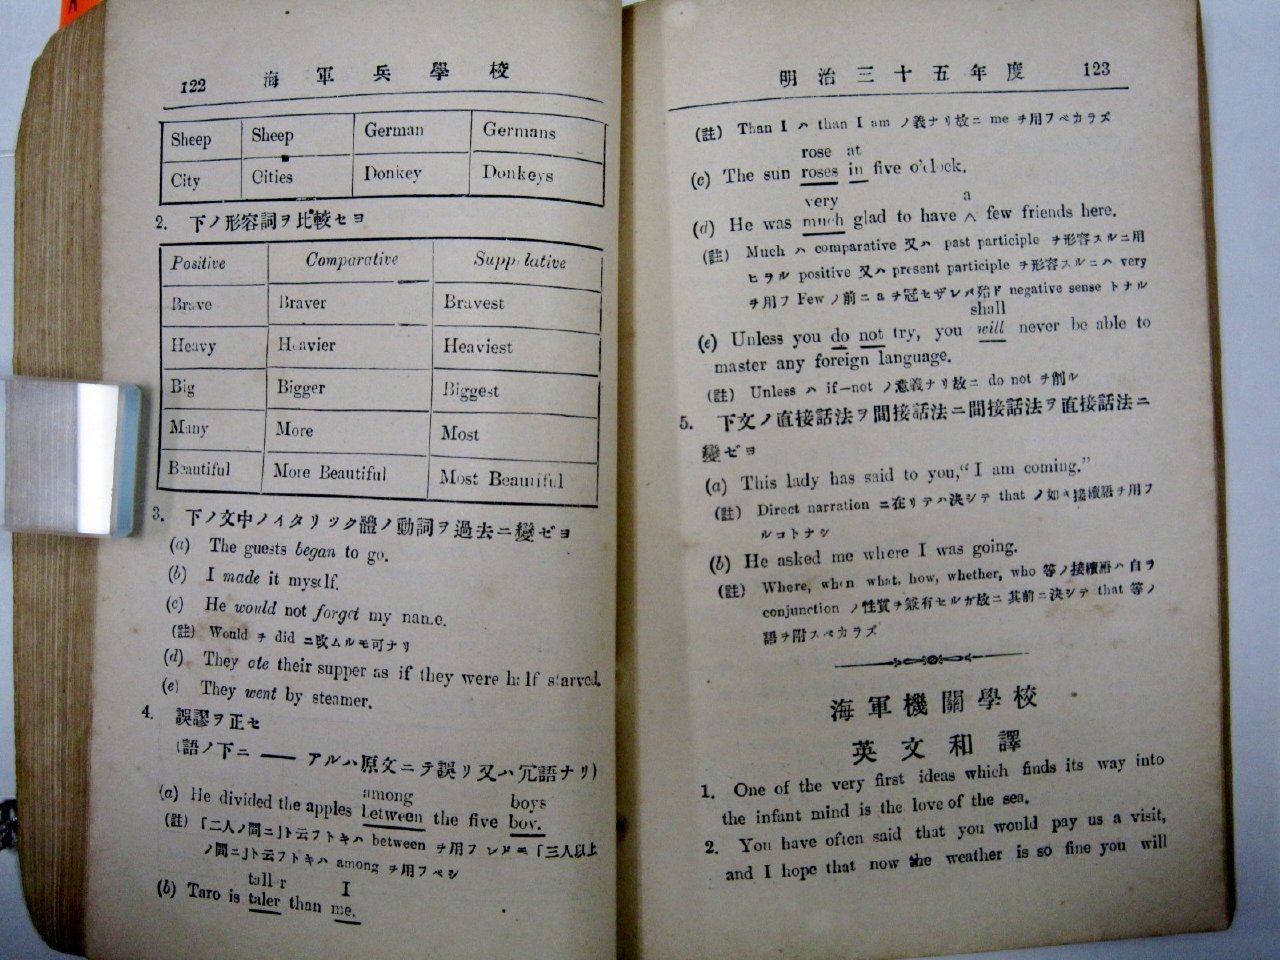 122 海軍兵學校
Sheep Sheep German Germans
City Cities Donkey Donkeys
2. 下ノ形容詞ヲ比較セヨ
Positive Comparative Supp lative
Brave Braver Bravest
Heavy Heavier Heaviest
Big Bigger Biggest
Many More Most
Beautiful More Beautiful Most Beautiful
3. 下ノ文中ノイタリック體ノ動詞ヲ過去ニ變ゼヨ
(a) The guests began to go.
(b) I made it myself.
(c) He would not forget my name.
(註) Would ヲ did ニ改ムルモ可ナリ
(d) They ate their supper as if they were half starved.
(e) They went by steamer.
4. 誤謬ヲ正セ
(語ノ下ニ —— アルハ原文ニテ誤リ又ハ冗語ナリ)
among boys
(a) He divided the apples between the five boy.
(註) 「二人ノ間ニ」ト云フトキハ between ヲ用フレドモ「三人以上
ノ間ニ」ト云フトキハ among ヲ用フベシ
taller I
(b) Taro is taler than me.
明治三十五年度 123
(註) Than I ハ than I am ノ義ナリ故ニ me ヲ用フベカラズ
rose at
(c) The sun roses in five o'clock.
very a
(d) He was much glad to have ^ few friends here.
(註) Much ハ comparative 又ハ past participle ヲ形容スルニ用
ヒラル positive 又ハ present participle ヲ形容スルニハ very
ヲ用フ Few ノ前ニ a ヲ冠セザレバ殆ド negative sense トナル
shall
(e) Unless you do not try, you will never be able to
master any foreign language.
(註) Unless ハ if—not ノ意義ナリ故ニ do not ヲ削ル
5. 下文ノ直接話法ヲ間接話法ニ間接話法ヲ直接話法ニ
變ゼヨ
(a) This lady has said to you, “I am coming.”
(註) Direct narration ニ在リテハ決シテ that ノ如キ接續語ヲ用フ
ルコトナシ
(b) He asked me where I was going.
(註) Where, when what, how, whether, who 等ノ接續語ハ自ラ
conjunction ノ性質ヲ兼有セルガ故ニ其前ニ決シテ that 等ノ
語ヲ附スベカラズ
海軍機關學校
英文和譯
1. One of the very first ideas which finds its way into
the infant mind is the love of the sea.
2. You have often said that you would pay us a visit,
and I hope that now the weather is so fine you will